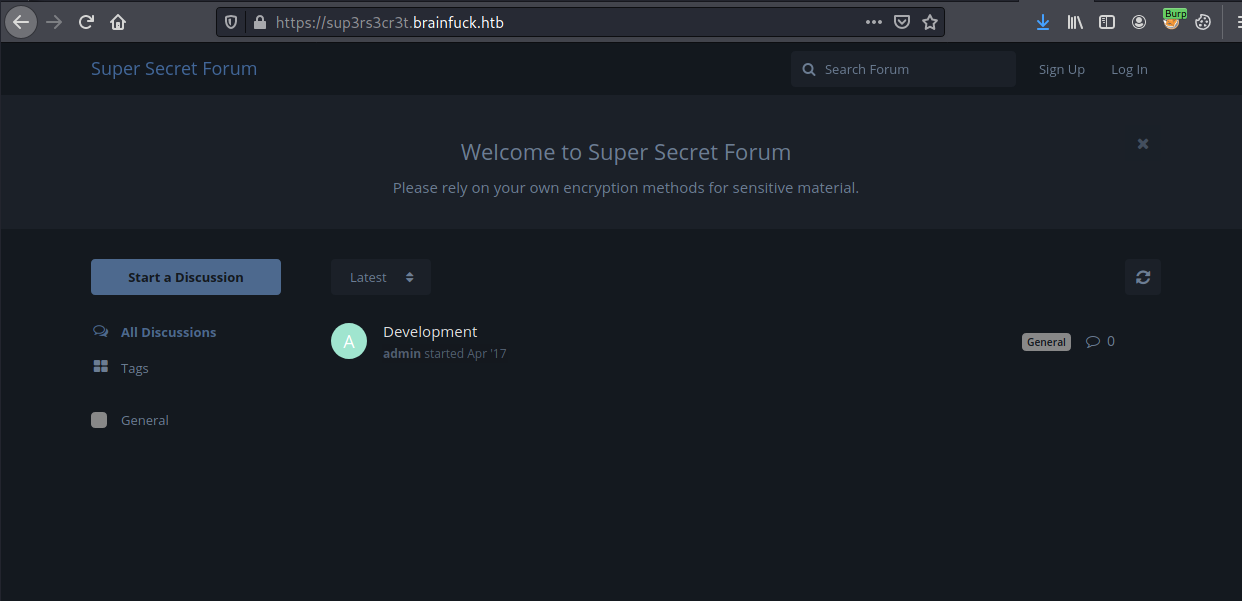 https://sup3rs3cr3t.brainfuck.htb
Burp
Super Secret Forum
Search Forum
Sign Up
Log In
Welcome to Super Secret Forum
Please rely on your own encryption methods for sensitive material.
Start a Discussion
Latest
All Discussions
Tags
General
A
Development
admin started Apr '17
General
0